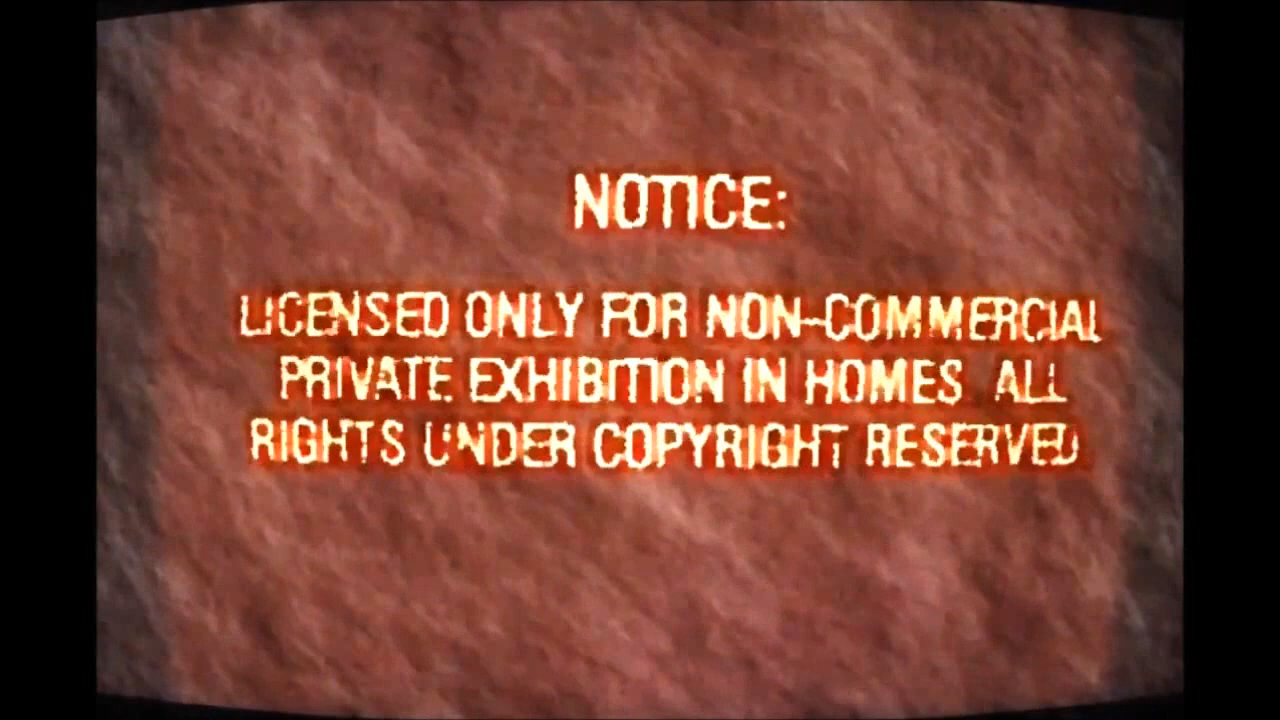 NOTICE:
LICENSED ONLY FOR NON-COMMERCIAL
PRIVATE EXHIBITION IN HOMES. ALL
RIGHTS UNDER COPYRIGHT RESERVED.